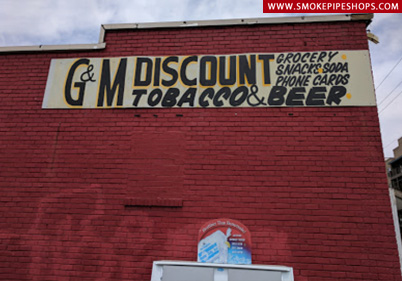 WWW.SMOKEPIPESHOPS.COM
G&M DISCOUNT
TOBACCO & BEER
GROCERY
SNACKS SODA
PHONE CARDS